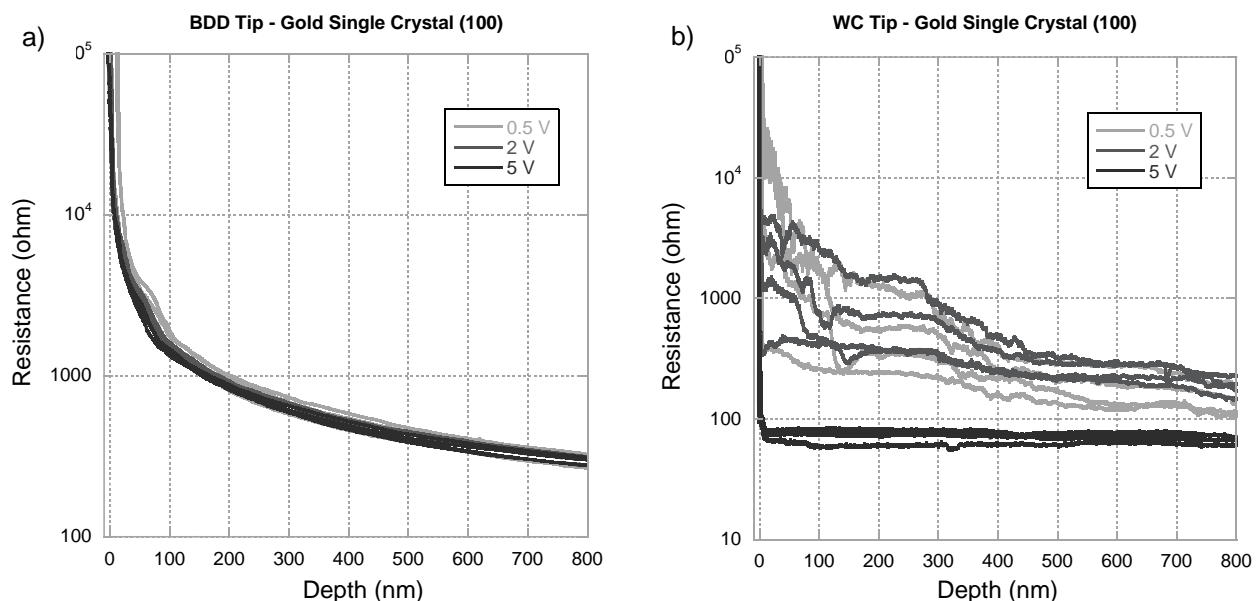 BDD Tip - Gold Single Crystal (100)
a)
0⁵
10⁴
1000
100
Resistance (ohm)
0.5 V
2 V
5 V
0 100 200 300 400 500 600 700 800
Depth (nm)
WC Tip - Gold Single Crystal (100)
b)
0⁵
10⁴
1000
100
10
Resistance (ohm)
0.5 V
2 V
5 V
0 100 200 300 400 500 600 700 800
Depth (nm)